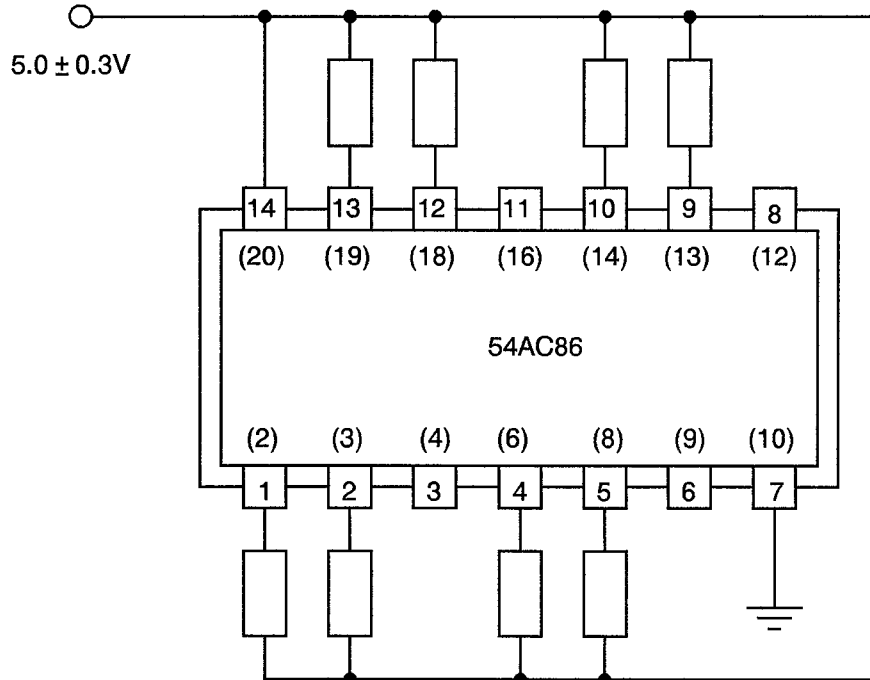 5.0 ± 0.3V
14 13 12 11 10 9 8
(20) (19) (18) (16) (14) (13) (12)
54AC86
(2) (3) (4) (6) (8) (9) (10)
1 2 3 4 5 6 7